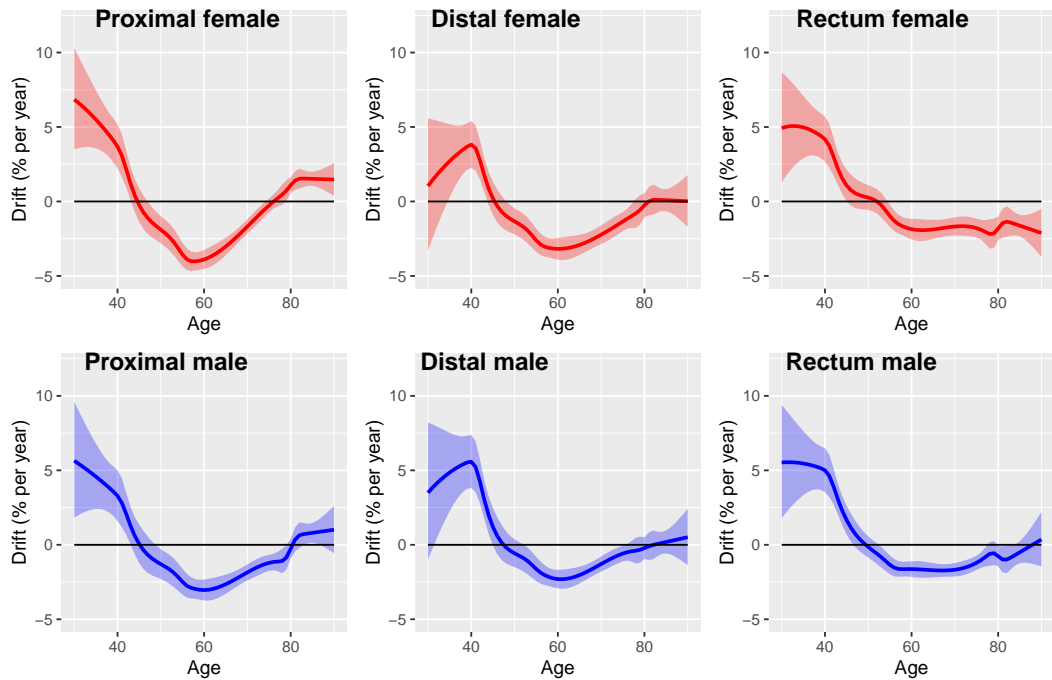 Proximal female
Distal female
Rectum female
Drift (% per year)
10
5
0
−5
40
60
80
Age
Drift (% per year)
10
5
0
−5
40
60
80
Age
Drift (% per year)
10
5
0
−5
40
60
80
Age
Proximal male
Distal male
Rectum male
Drift (% per year)
10
5
0
−5
40
60
80
Age
Drift (% per year)
10
5
0
−5
40
60
80
Age
Drift (% per year)
10
5
0
−5
40
60
80
Age